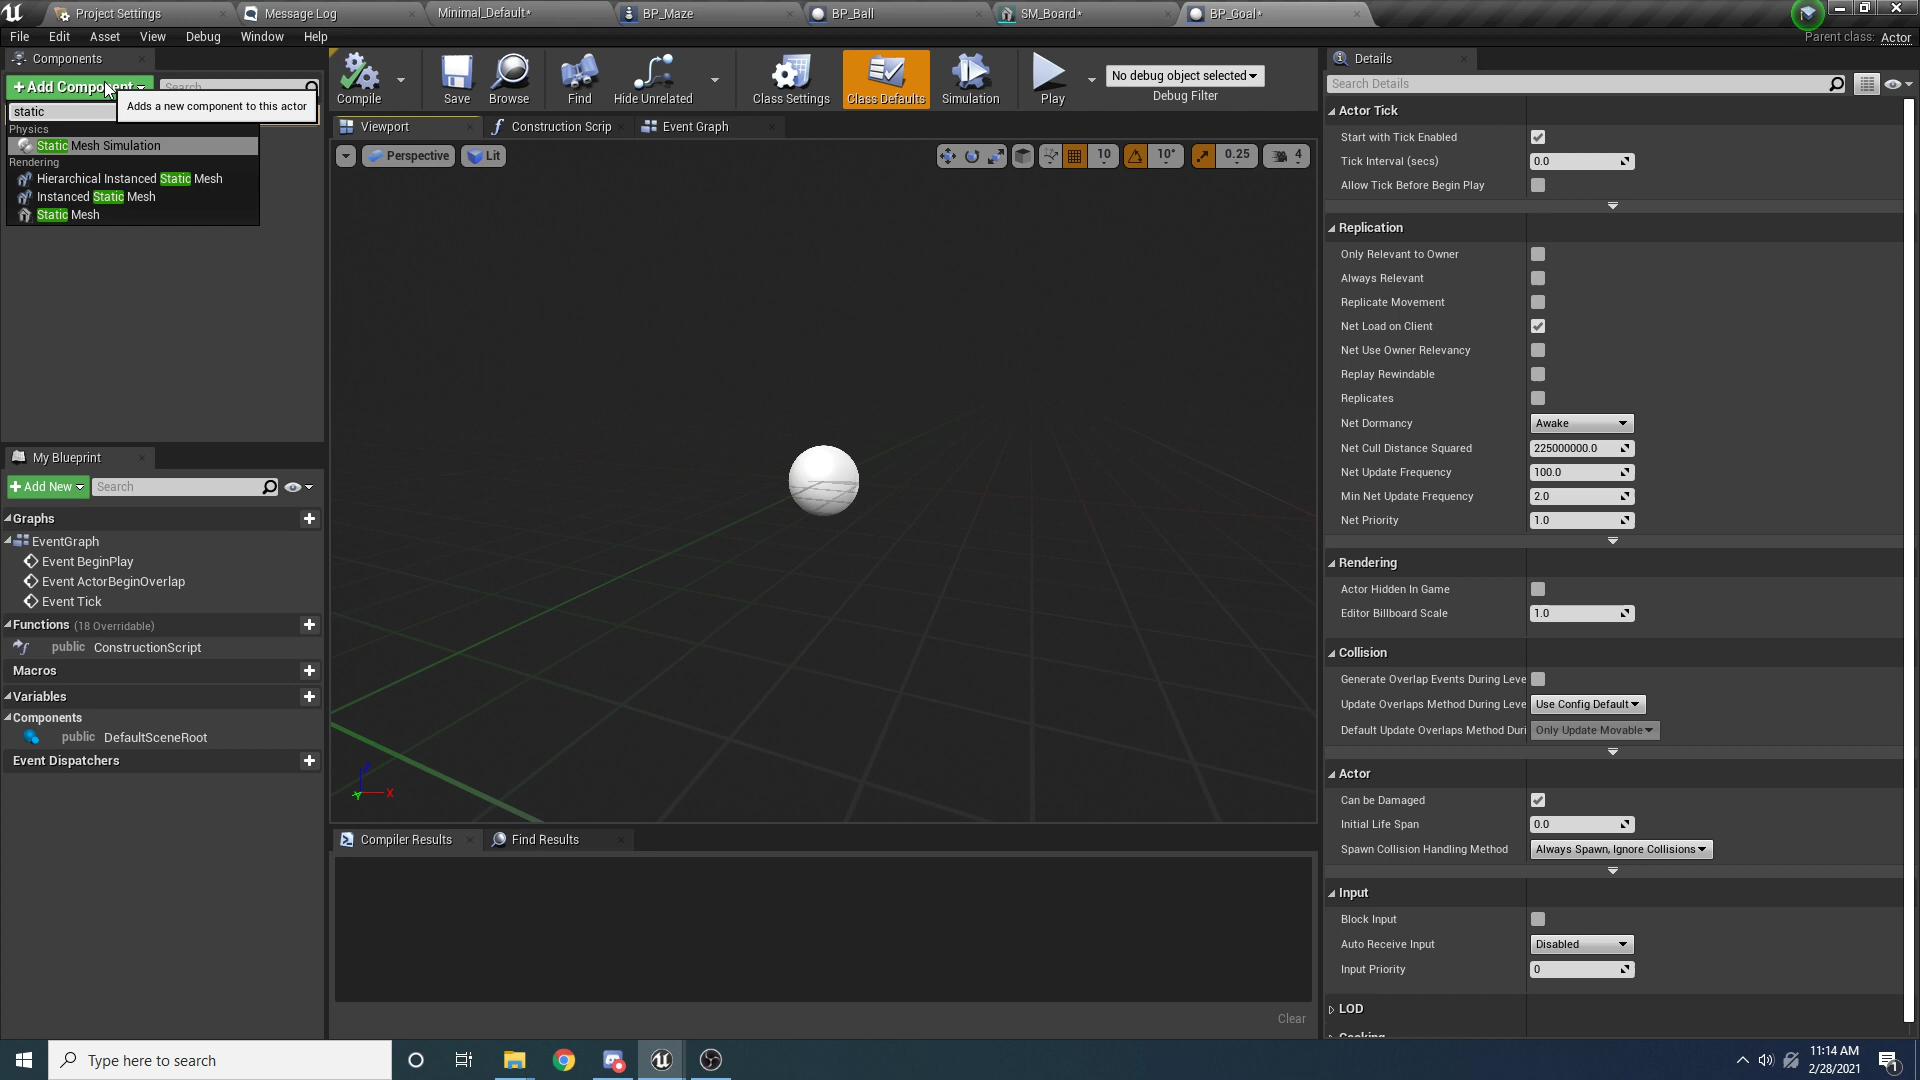 Project Settings
Message Log
Minimal_Default*
BP_Maze
BP_Ball
SM_Board*
BP_Goal*
File Edit Asset View Debug Window Help
Parent class: Actor
Components
+Add Component
Search
Adds a new component to this actor
static
Physics
Static Mesh Simulation
Rendering
Hierarchical Instanced Static Mesh
Instanced Static Mesh
Static Mesh
My Blueprint
+Add New
Search
Graphs
EventGraph
Event BeginPlay
Event ActorBeginOverlap
Event Tick
Functions (18 Overridable)
public ConstructionScript
Macros
Variables
Components
public DefaultSceneRoot
Event Dispatchers
Compile
Save
Browse
Find
Hide Unrelated
Class Settings
Class Defaults
Simulation
Play
No debug object selected
Debug Filter
Viewport
Construction Scrip
Event Graph
Perspective
Lit
10
10°
0.25
4
X
Compiler Results
Find Results
Clear
Details
Search Details
Actor Tick
Start with Tick Enabled
Tick Interval (secs) 0.0
Allow Tick Before Begin Play
Replication
Only Relevant to Owner
Always Relevant
Replicate Movement
Net Load on Client
Net Use Owner Relevancy
Replay Rewindable
Replicates
Net Dormancy Awake
Net Cull Distance Squared 225000000.0
Net Update Frequency 100.0
Min Net Update Frequency 2.0
Net Priority 1.0
Rendering
Actor Hidden In Game
Editor Billboard Scale 1.0
Collision
Generate Overlap Events During Leve
Update Overlaps Method During Leve Use Config Default
Default Update Overlaps Method Duri Only Update Movable
Actor
Can be Damaged
Initial Life Span 0.0
Spawn Collision Handling Method Always Spawn, Ignore Collisions
Input
Block Input
Auto Receive Input Disabled
Input Priority 0
LOD
Type here to search
11:14 AM
2/28/2021
1